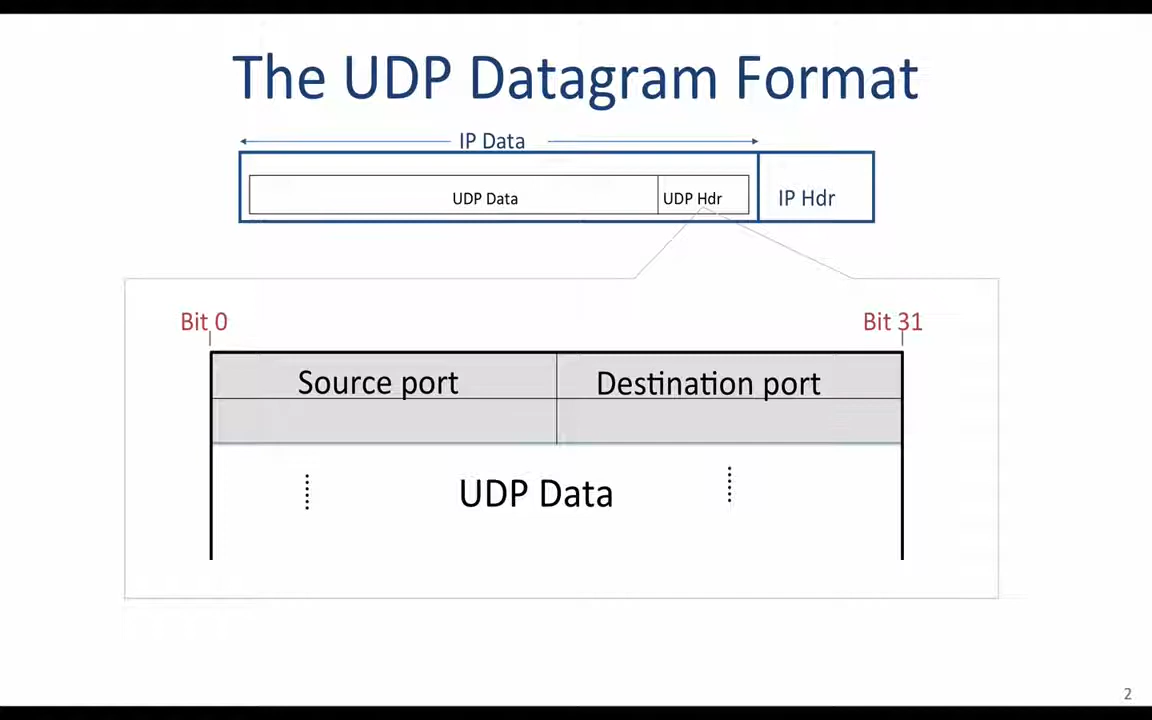 The UDP Datagram Format
IP Data
UDP Data
UDP Hdr
IP Hdr
Bit 0
Bit 31
Source port
Destination port
UDP Data
2